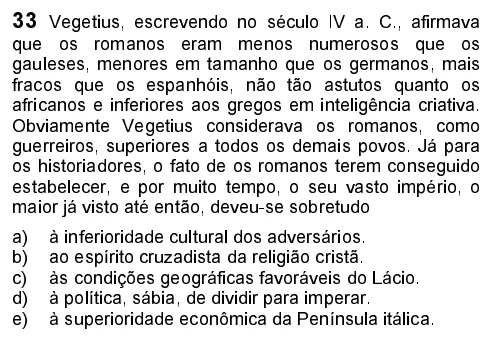 33 Vegetius, escrevendo no século IV a. C., afirmava
que os romanos eram menos numerosos que os
gauleses, menores em tamanho que os germanos, mais
fracos que os espanhóis, não tão astutos quanto os
africanos e inferiores aos gregos em inteligência criativa.
Obviamente Vegetius considerava os romanos, como
guerreiros, superiores a todos os demais povos. Já para
os historiadores, o fato de os romanos terem conseguido
estabelecer, e por muito tempo, o seu vasto império, o
maior já visto até então, deveu-se sobretudo
a) à inferioridade cultural dos adversários.
b) ao espírito cruzadista da religião cristã.
c) às condições geográficas favoráveis do Lácio.
d) à política, sábia, de dividir para imperar.
e) à superioridade econômica da Península itálica.